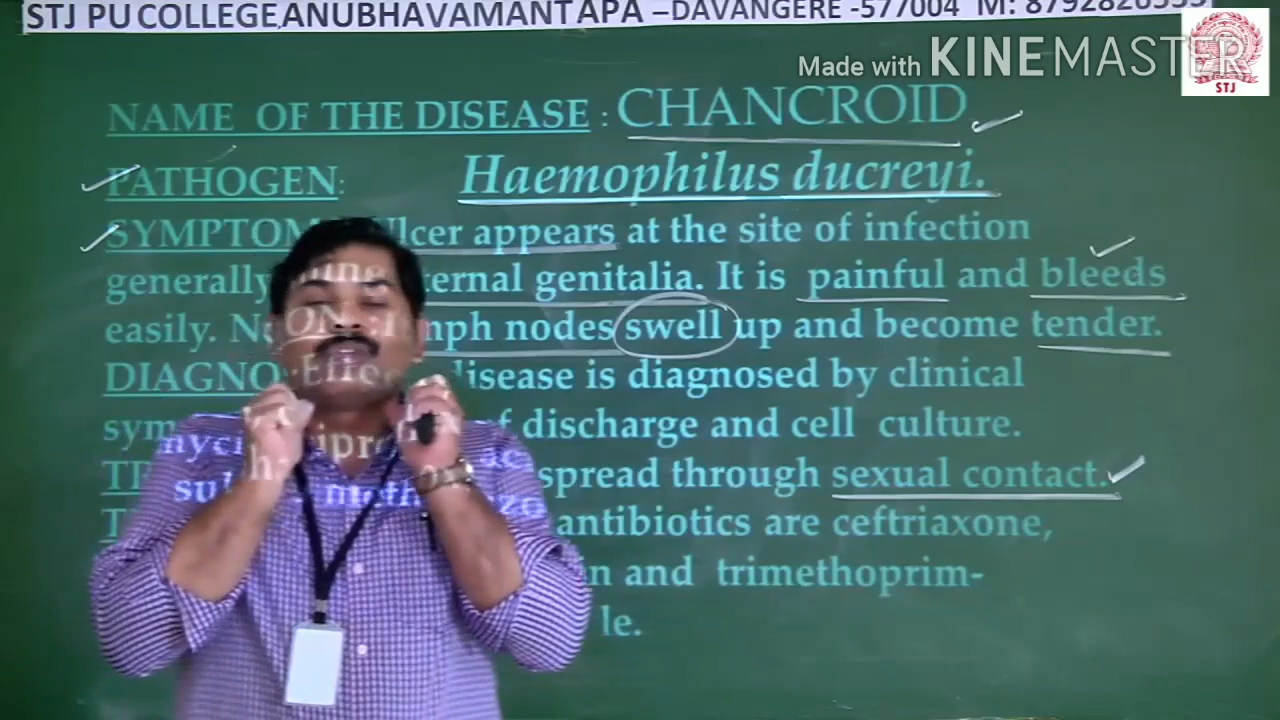 STJ PU COLLEGE,ANUBHAVAMANTAPA –DAVANGERE -577004 M: 8792820555
Made with KINEMASTER
STJ
NAME OF THE DISEASE : CHANCROID
PATHOGEN: Haemophilus ducreyi.
SYMPTOM Ulcer appears at the site of infection
generally ternal genitalia. It is painful and bleeds
easily. mph nodes swell up and become tender.
DIAGNO disease is diagnosed by clinical
sym of discharge and cell culture.
spread through sexual contact.
antibiotics are ceftriaxone,
n and trimethoprim-
le.